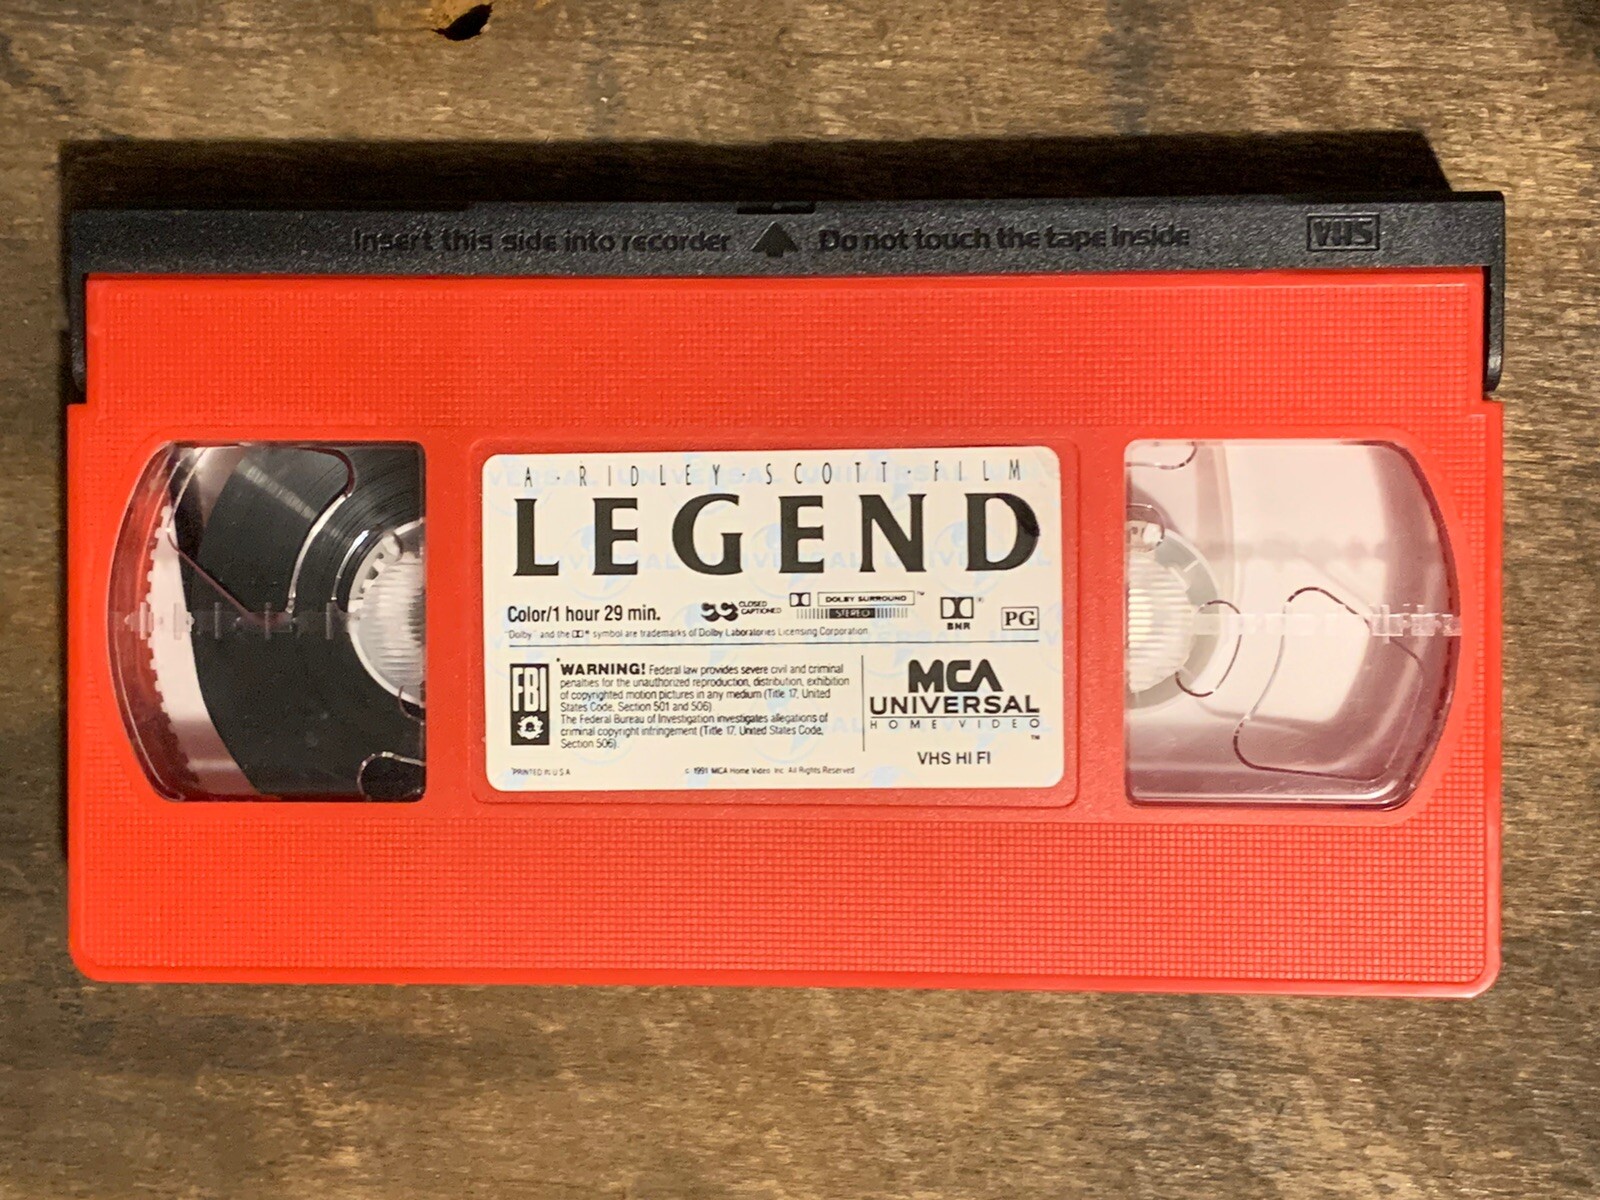 Insert this side into recorder Do not touch the tape inside VHS
A · RIDLEY · SCOTT · FILM
LEGEND
Color/1 hour 29 min. CLOSED CAPTIONED DOLBY SURROUND ™ STEREO ® BNR PG
"Dolby" and the symbol are trademarks of Dolby Laboratories Licensing Corporation
FBI
WARNING! Federal law provides severe civil and criminal
penalties for the unauthorized reproduction, distribution, exhibition
of copyrighted motion pictures in any medium (Title 17, United
States Code, Section 501 and 506)
The Federal Bureau of Investigation investigates allegations of
criminal copyright infringement (Title 17, United States Code,
Section 506).
MCA
UNIVERSAL
HOME VIDEO
™
VHS HI FI
PRINTED IN U S A
© 1991 MCA Home Video Inc All Rights Reserved